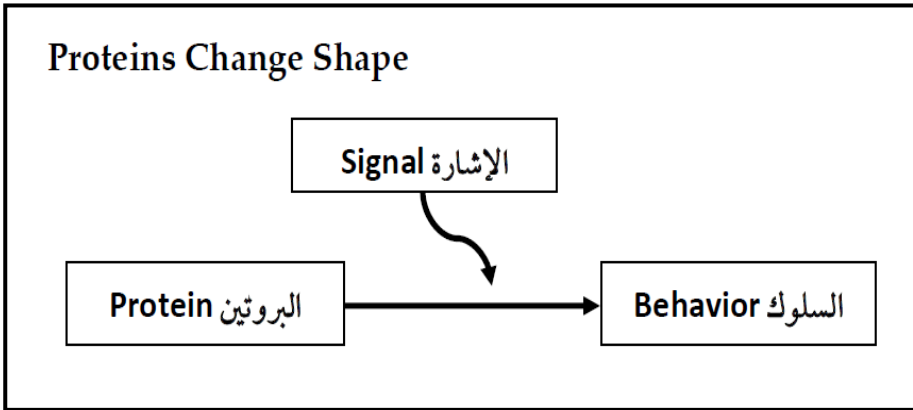 Proteins Change Shape
Signal الإشارة
Protein البروتين
Behavior السلوك